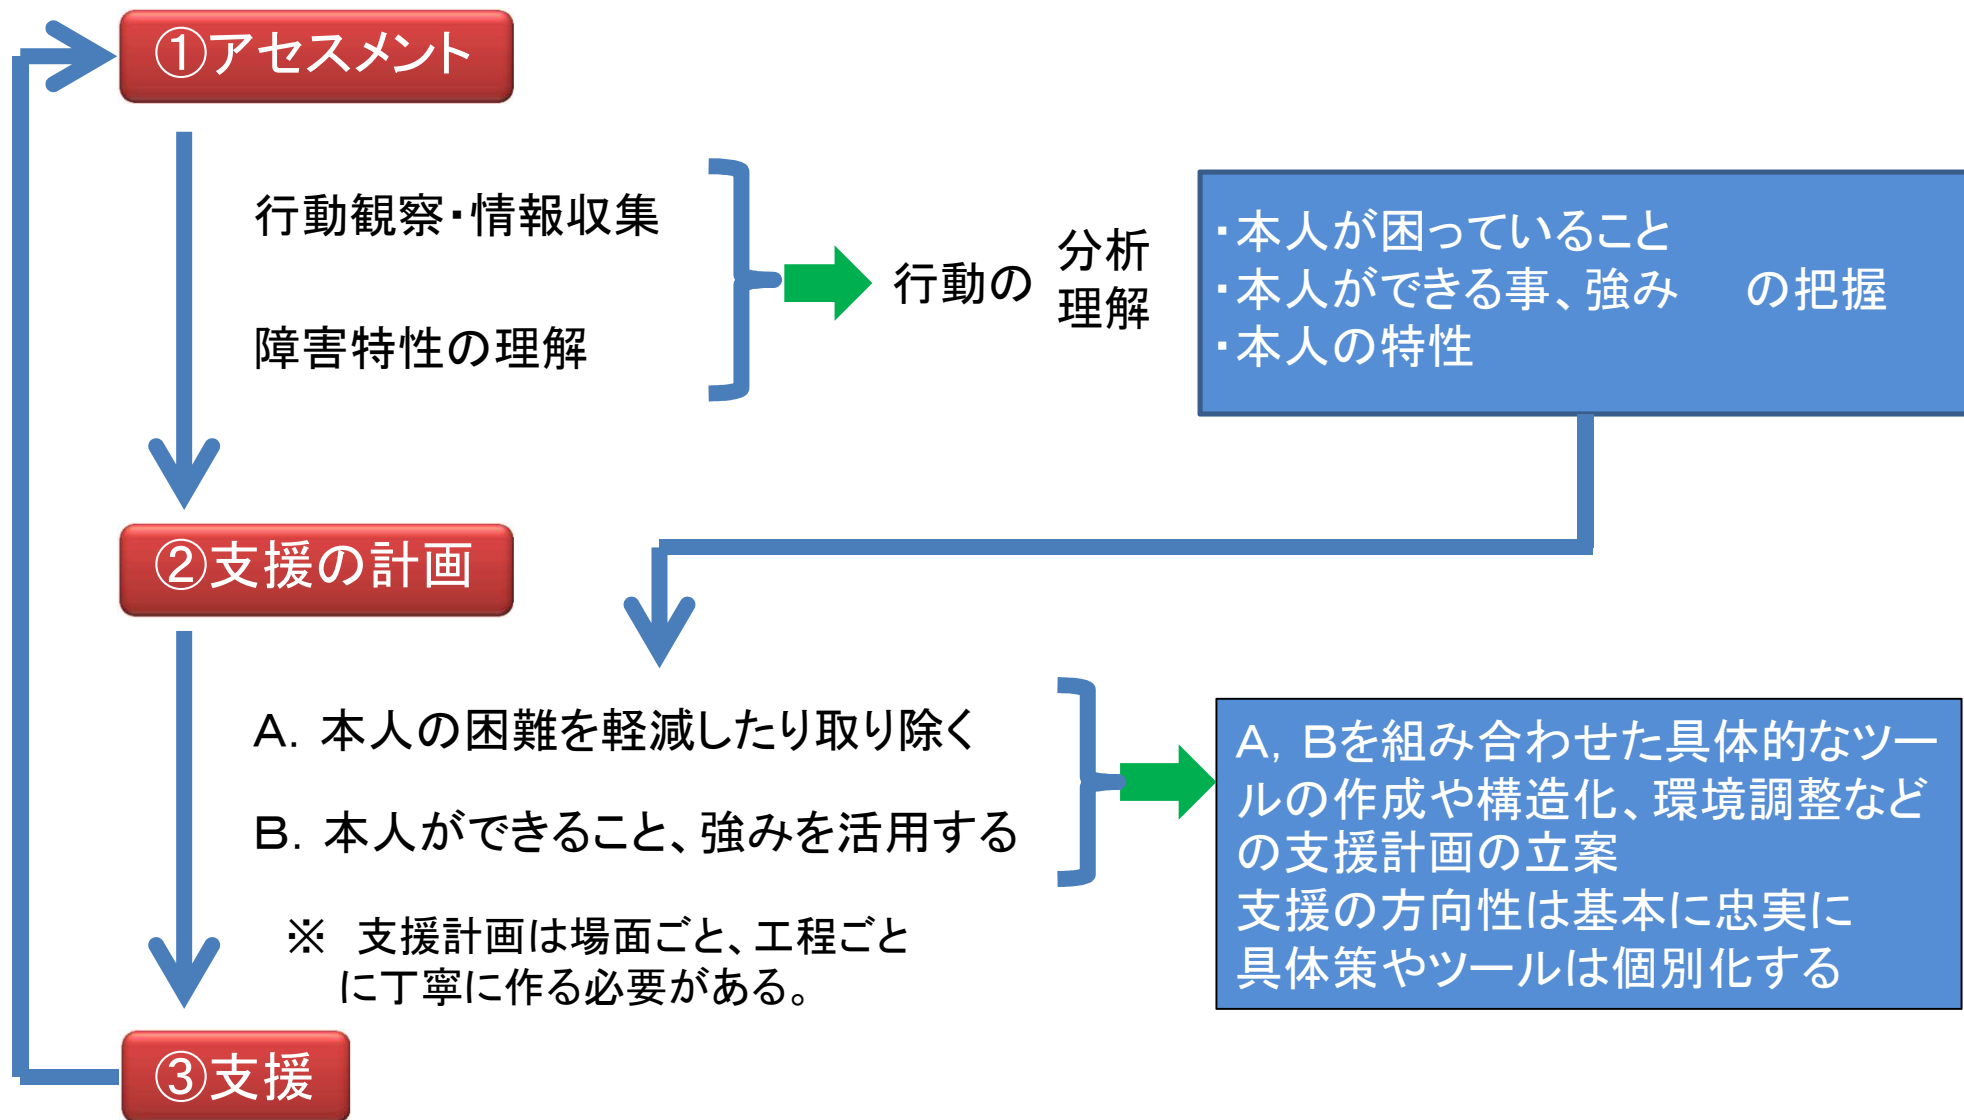 ①アセスメント
行動観察・情報収集
障害特性の理解
行動の
分析
理解
・本人が困っていること
・本人ができる事、強み　の把握
・本人の特性
②支援の計画
A. 本人の困難を軽減したり取り除く
B. 本人ができること、強みを活用する
※　支援計画は場面ごと、工程ごと
に丁寧に作る必要がある。
A, Bを組み合わせた具体的なツー
ルの作成や構造化、環境調整など
の支援計画の立案
支援の方向性は基本に忠実に
具体策やツールは個別化する
③支援